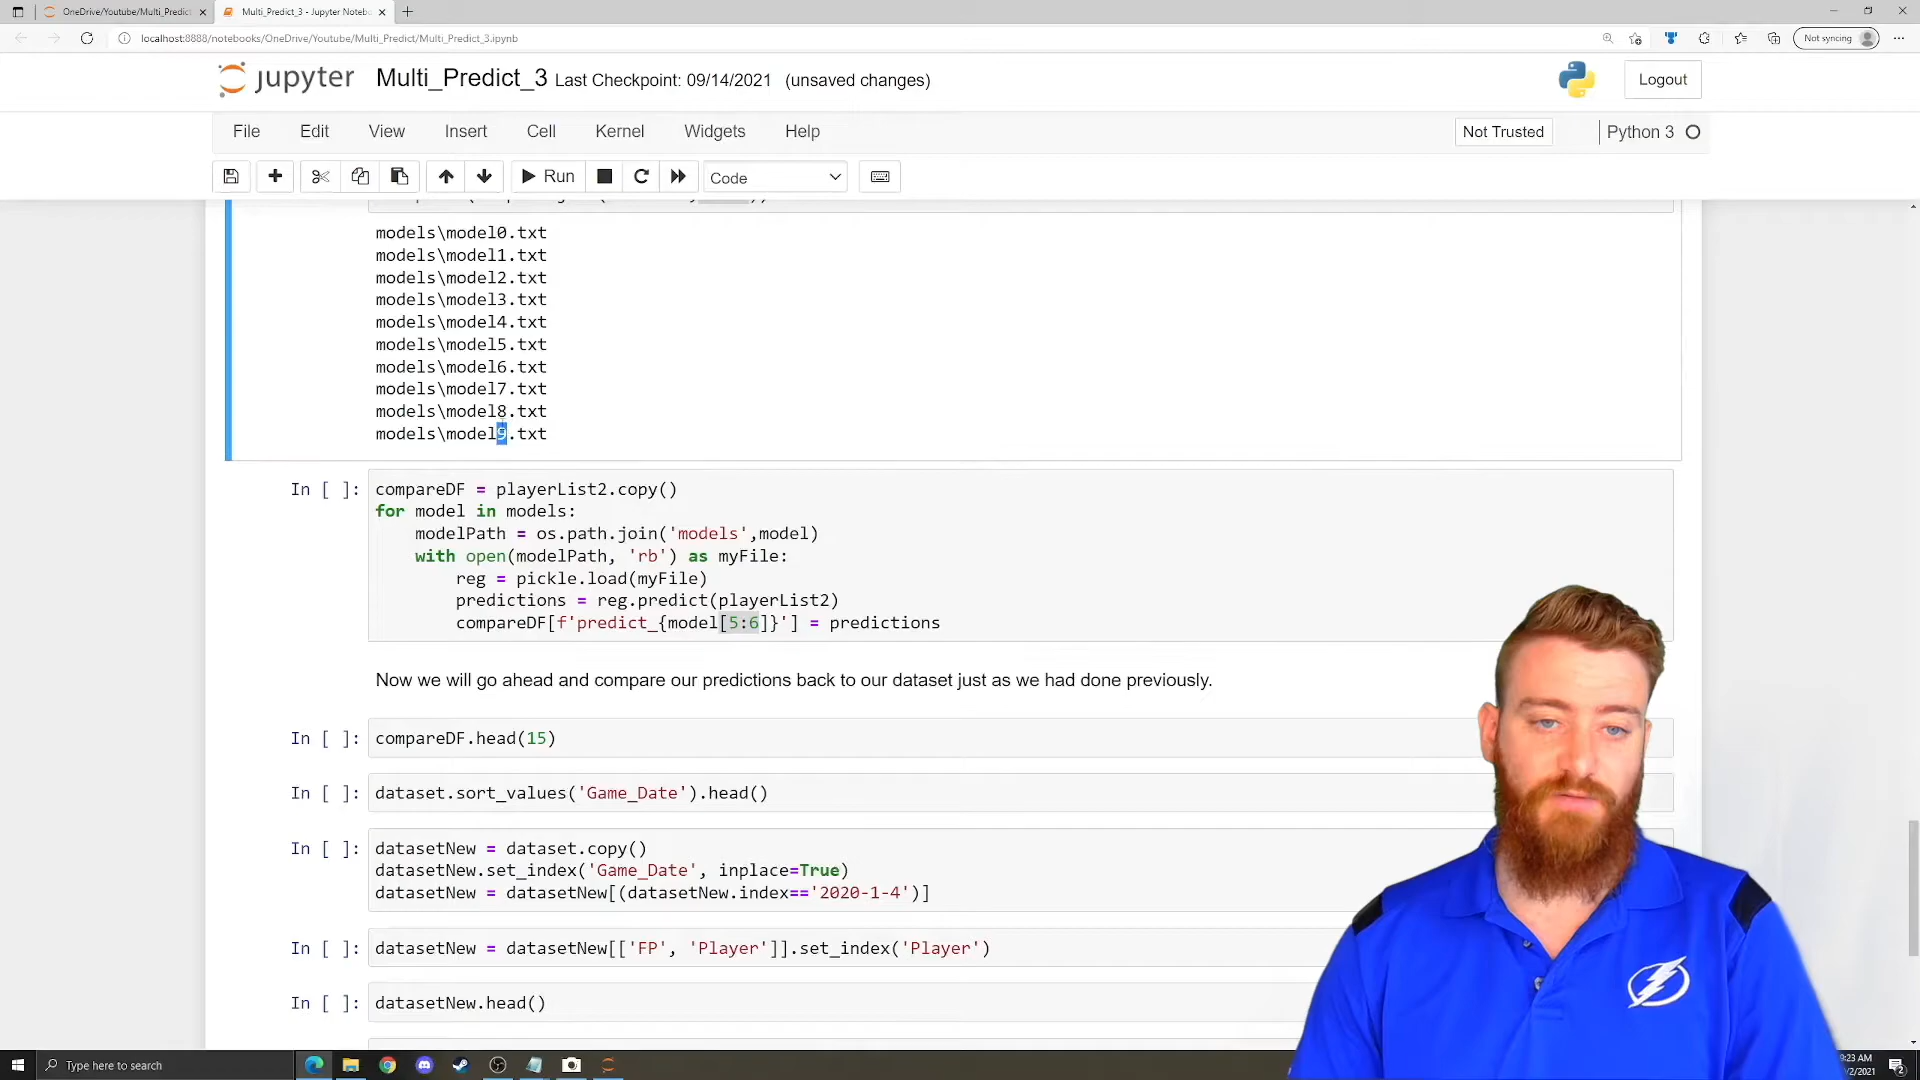 OneDrive/Youtube/Multi_Predict
Multi_Predict_3 - Jupyter Notebo
localhost:8888/notebooks/OneDrive/Youtube/Multi_Predict/Multi_Predict_3.ipynb
Not syncing
jupyter Multi_Predict_3 Last Checkpoint: 09/14/2021 (unsaved changes)
Logout
File Edit View Insert Cell Kernel Widgets Help
Not Trusted
Python 3
Run
Code
models\model0.txt
models\model1.txt
models\model2.txt
models\model3.txt
models\model4.txt
models\model5.txt
models\model6.txt
models\model7.txt
models\model8.txt
models\model9.txt
In [ ]: compareDF = playerList2.copy()
for model in models:
    modelPath = os.path.join('models',model)
    with open(modelPath, 'rb') as myFile:
        reg = pickle.load(myFile)
        predictions = reg.predict(playerList2)
        compareDF[f'predict_{model[5:6]}'] = predictions
Now we will go ahead and compare our predictions back to our dataset just as we had done previously.
In [ ]: compareDF.head(15)
In [ ]: dataset.sort_values('Game_Date').head()
In [ ]: datasetNew = dataset.copy()
datasetNew.set_index('Game_Date', inplace=True)
datasetNew = datasetNew[(datasetNew.index=='2020-1-4')]
In [ ]: datasetNew = datasetNew[['FP', 'Player']].set_index('Player')
In [ ]: datasetNew.head()
Type here to search
:23 AM
/2/2021
2